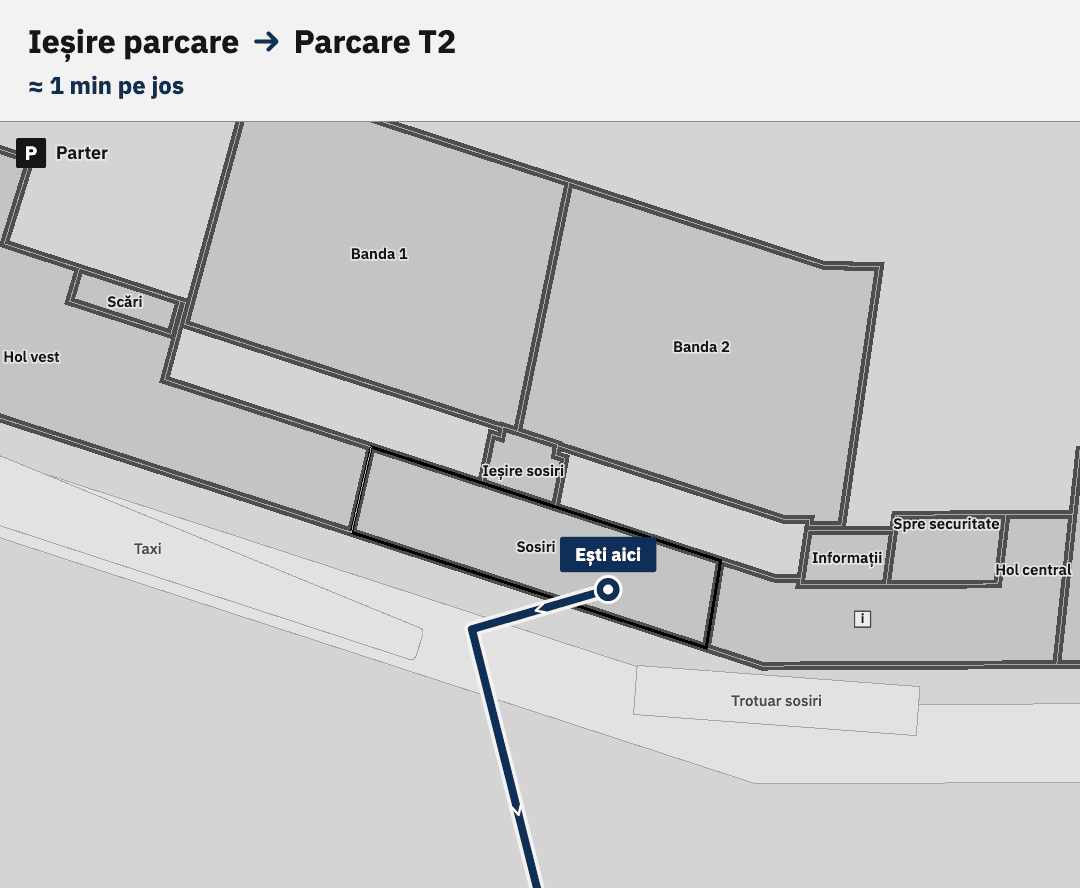 Ieșire parcare → Parcare T2
≈ 1 min pe jos
P Parter
Banda 1
Scări
Banda 2
Hol vest
Ieșire sosiri
Spre securitate
Sosiri
Ești aici
Taxi
Informații
Hol central
i
Trotuar sosiri